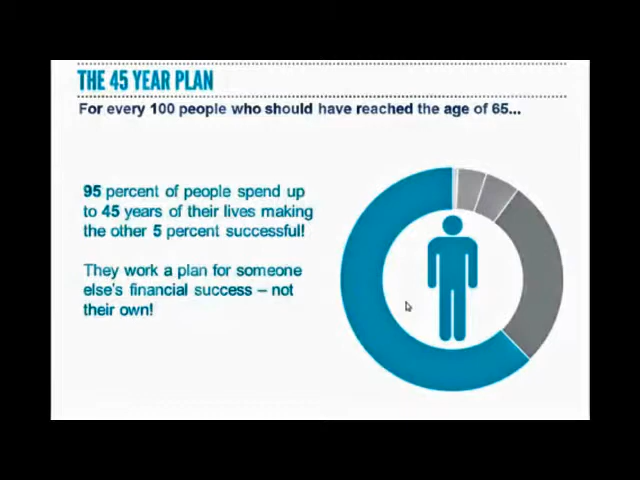 THE 45 YEAR PLAN
For every 100 people who should have reached the age of 65...
95 percent of people spend up
to 45 years of their lives making
the other 5 percent successful!
They work a plan for someone
else's financial success – not
their own!